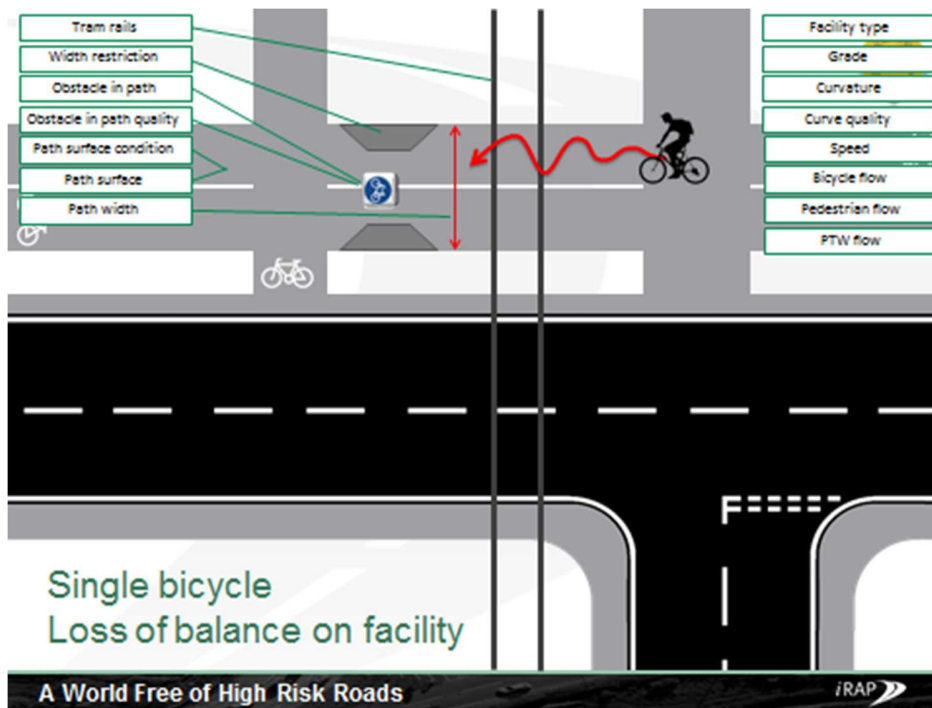 Tram rails
Width restriction
Obstacle in path
Obstacle in path quality
Path surface condition
Path surface
Path width
Facility type
Grade
Curvature
Curve quality
Speed
Bicycle flow
Pedestrian flow
PTW flow
Single bicycle
Loss of balance on facility
A World Free of High Risk Roads
iRAP